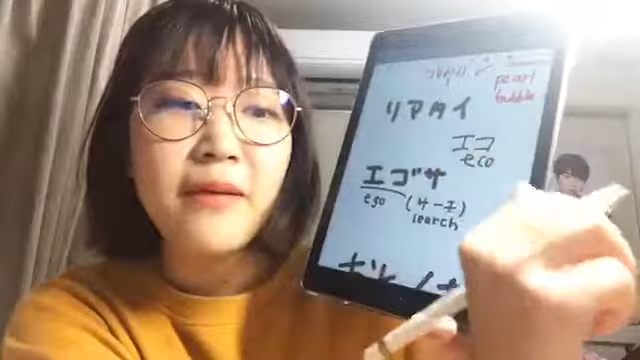 pearl
bubble
リアタイ
エコ
eco
エゴサ
ego (サーチ)
search